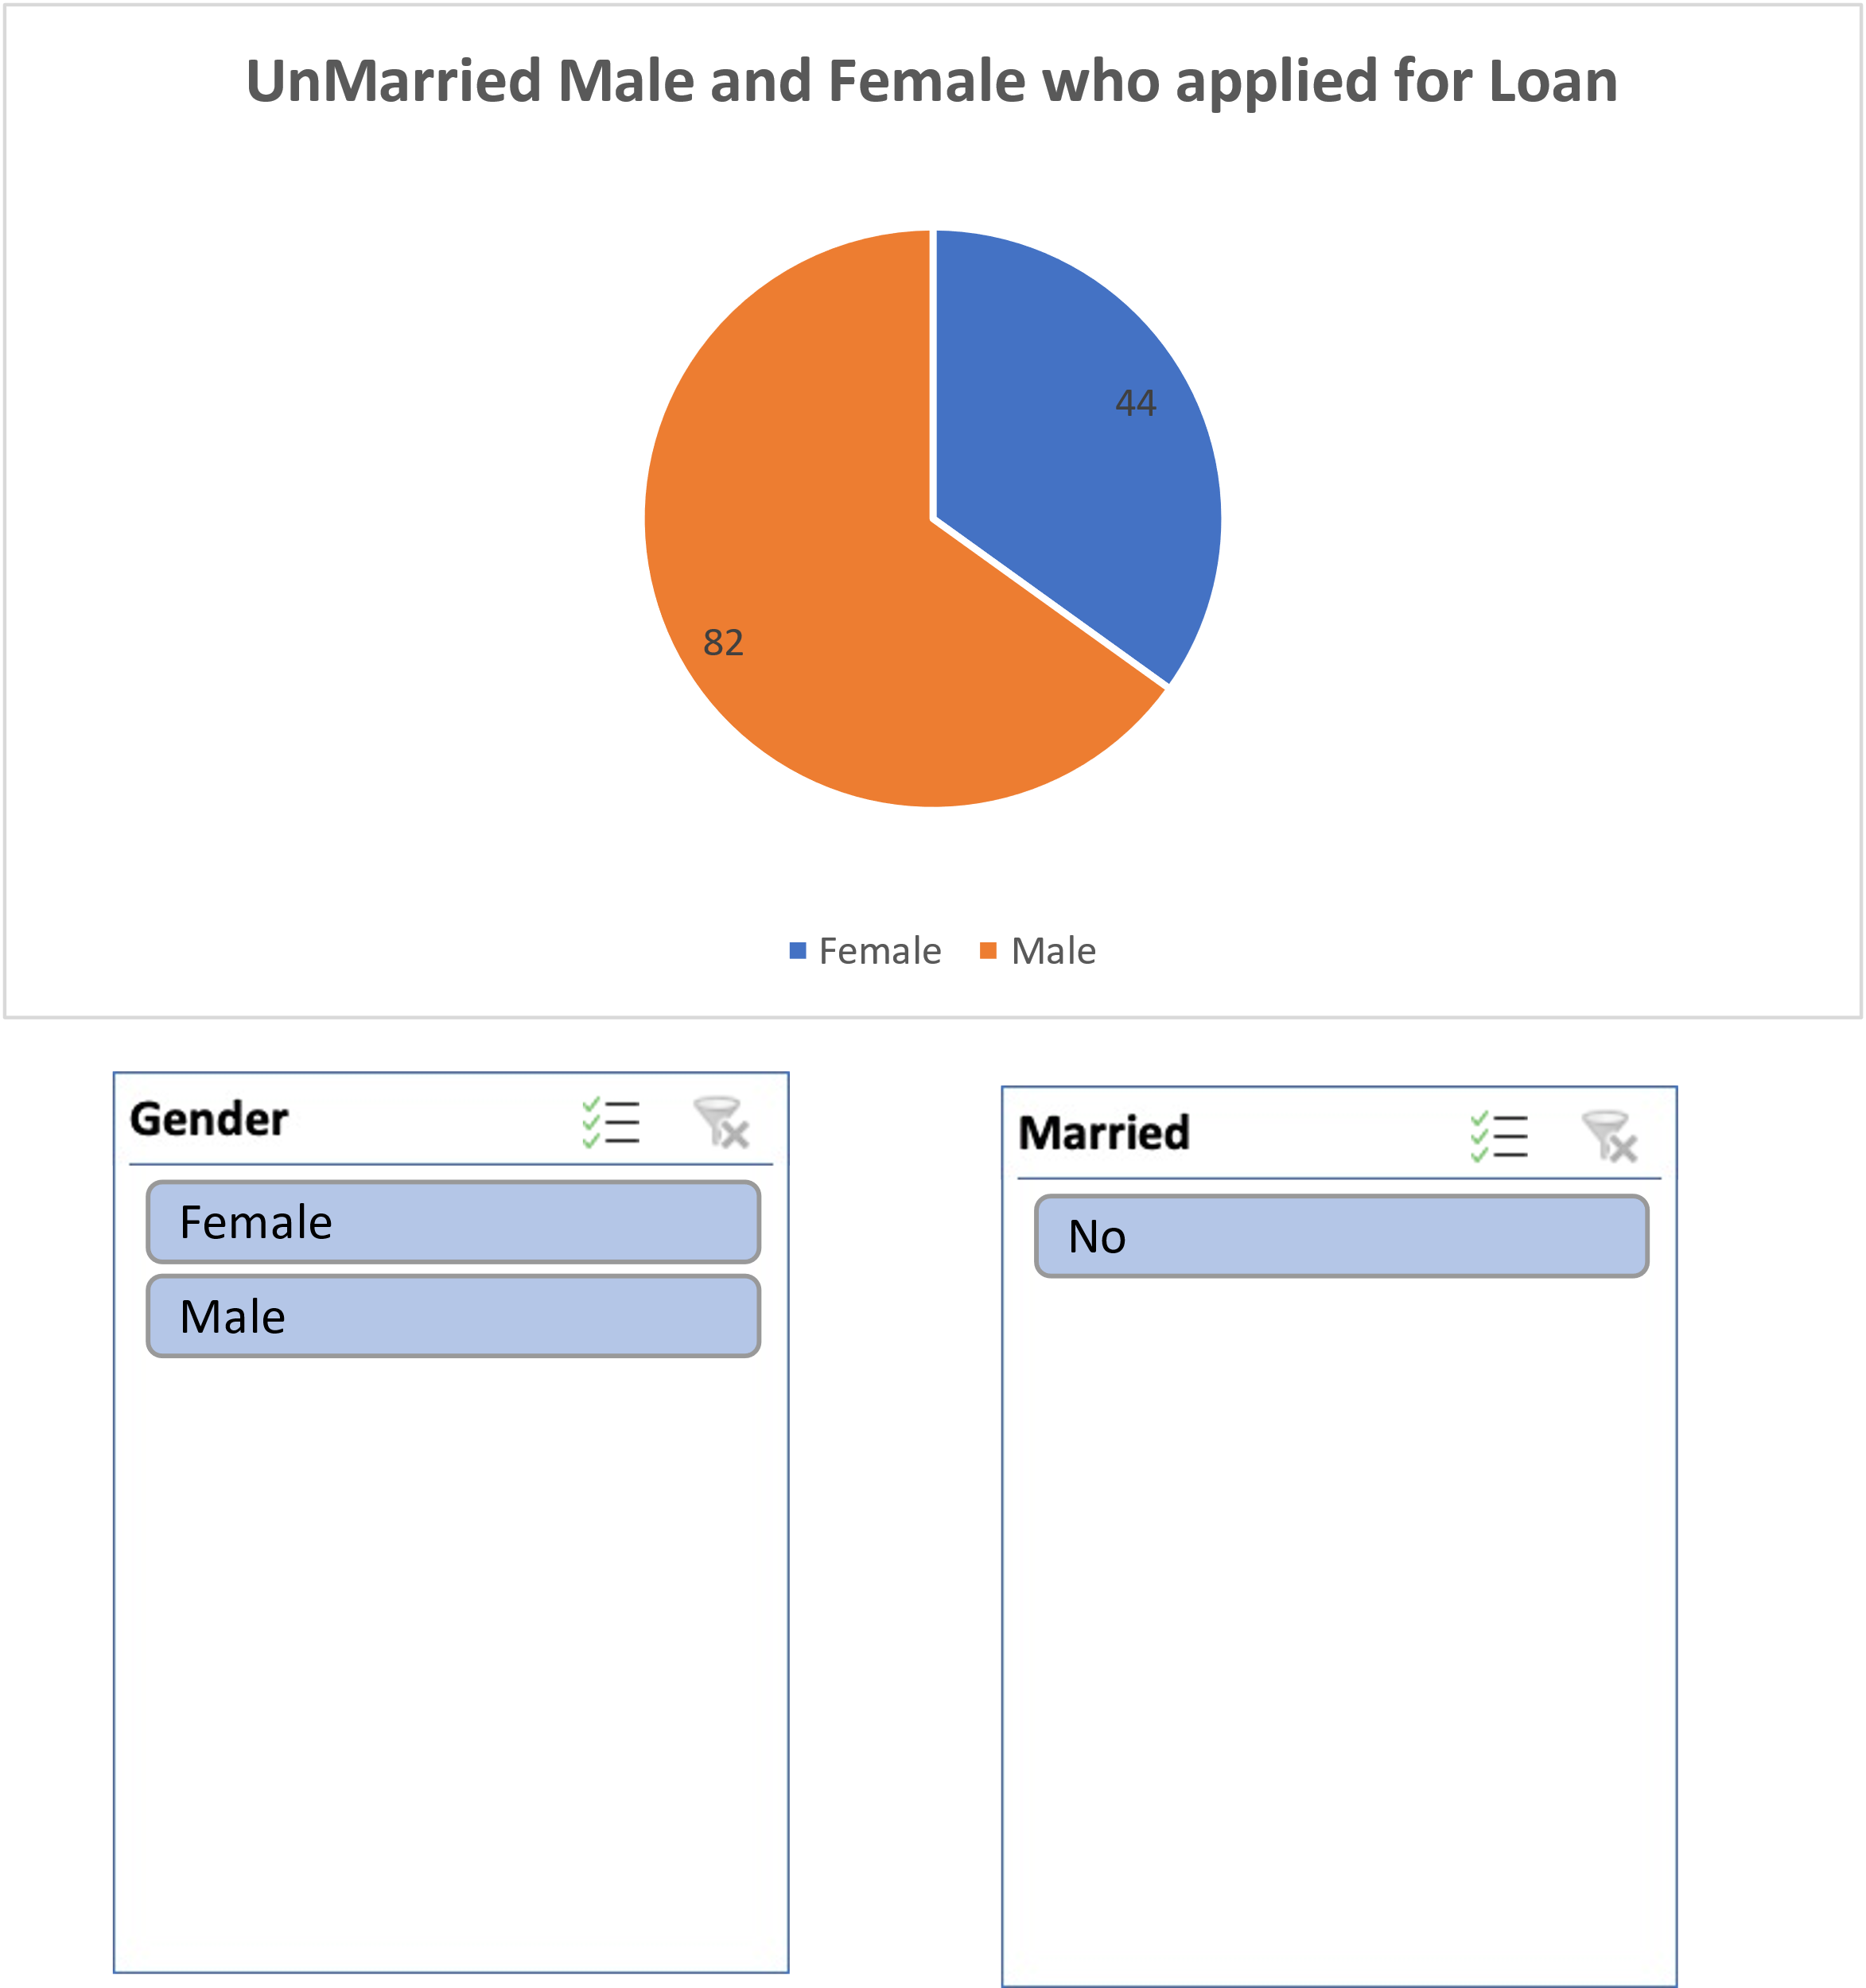 UnMarried Male and Female who applied for Loan
44
82
Female Male
Gender
Female
Male
Married
No